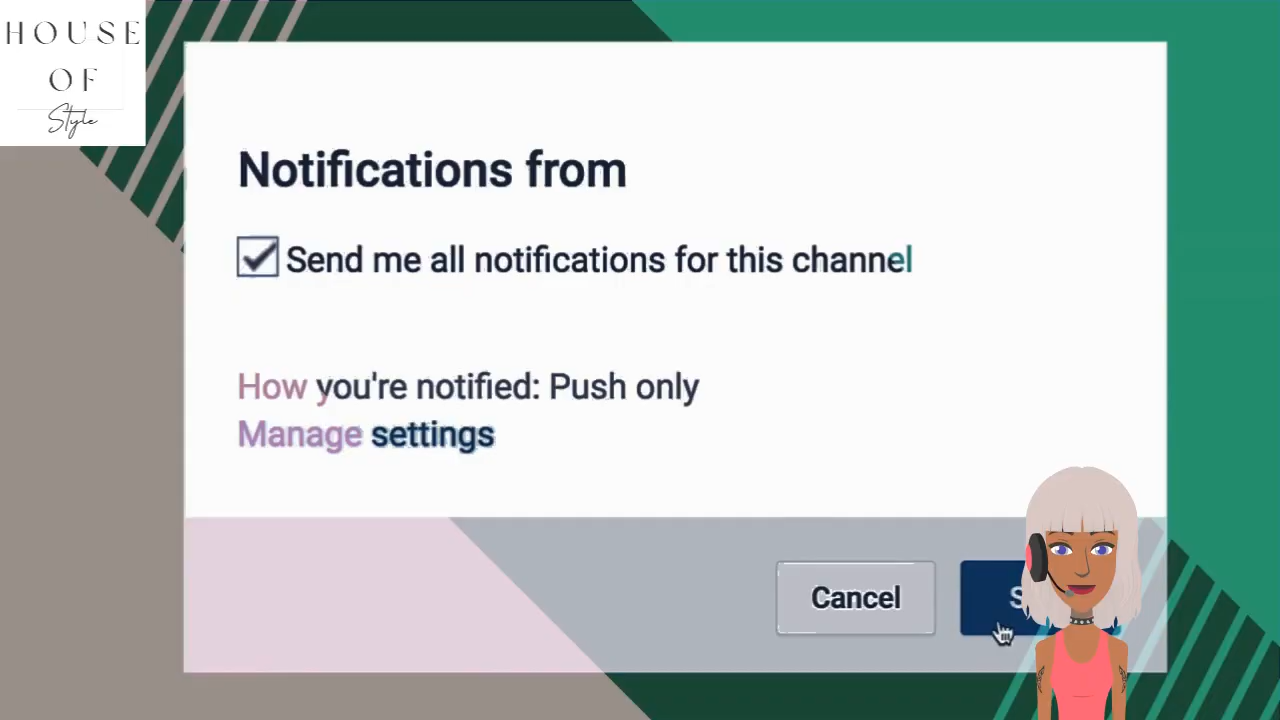 HOUSE
OF
Style
Notifications from
Send me all notifications for this channel
How you're notified: Push only
Manage settings
Cancel